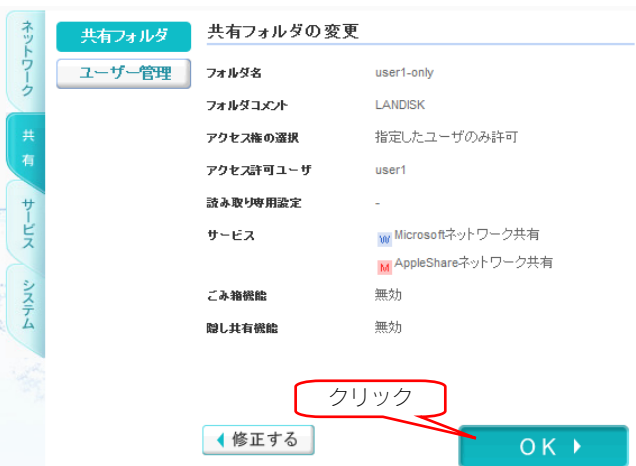 ネットワーク
共有
サービス
システム
共有フォルダ
ユーザー管理
共有フォルダの変更
フォルダ名 user1-only
フォルダコメント LANDISK
アクセス権の選択 指定したユーザのみ許可
アクセス許可ユーザ user1
読み取り専用設定 -
サービス W Microsoftネットワーク共有
M AppleShareネットワーク共有
ごみ箱機能 無効
隠し共有機能 無効
クリック
修正する
OK